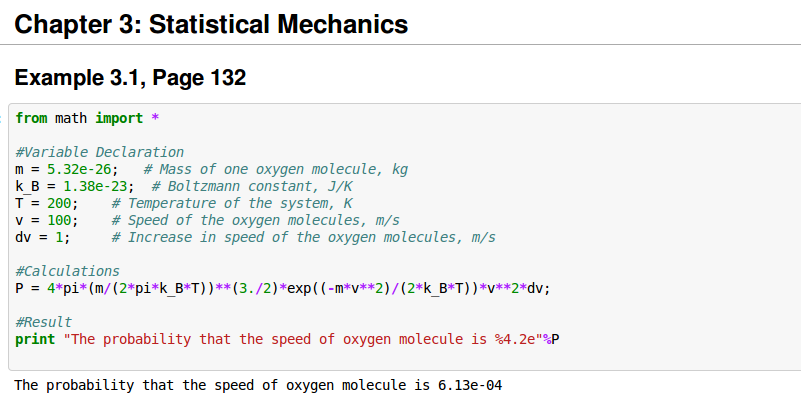 Chapter 3: Statistical Mechanics
Example 3.1, Page 132
from math import *
#Variable Declaration
m = 5.32e-26;   # Mass of one oxygen molecule, kg
k_B = 1.38e-23;  # Boltzmann constant, J/K
T = 200;    # Temperature of the system, K
v = 100;    # Speed of the oxygen molecules, m/s
dv = 1;     # Increase in speed of the oxygen molecules, m/s
#Calculations
P = 4*pi*(m/(2*pi*k_B*T))**(3./2)*exp((-m*v**2)/(2*k_B*T))*v**2*dv;
#Result
print "The probability that the speed of oxygen molecule is %4.2e"%P
The probability that the speed of oxygen molecule is 6.13e-04